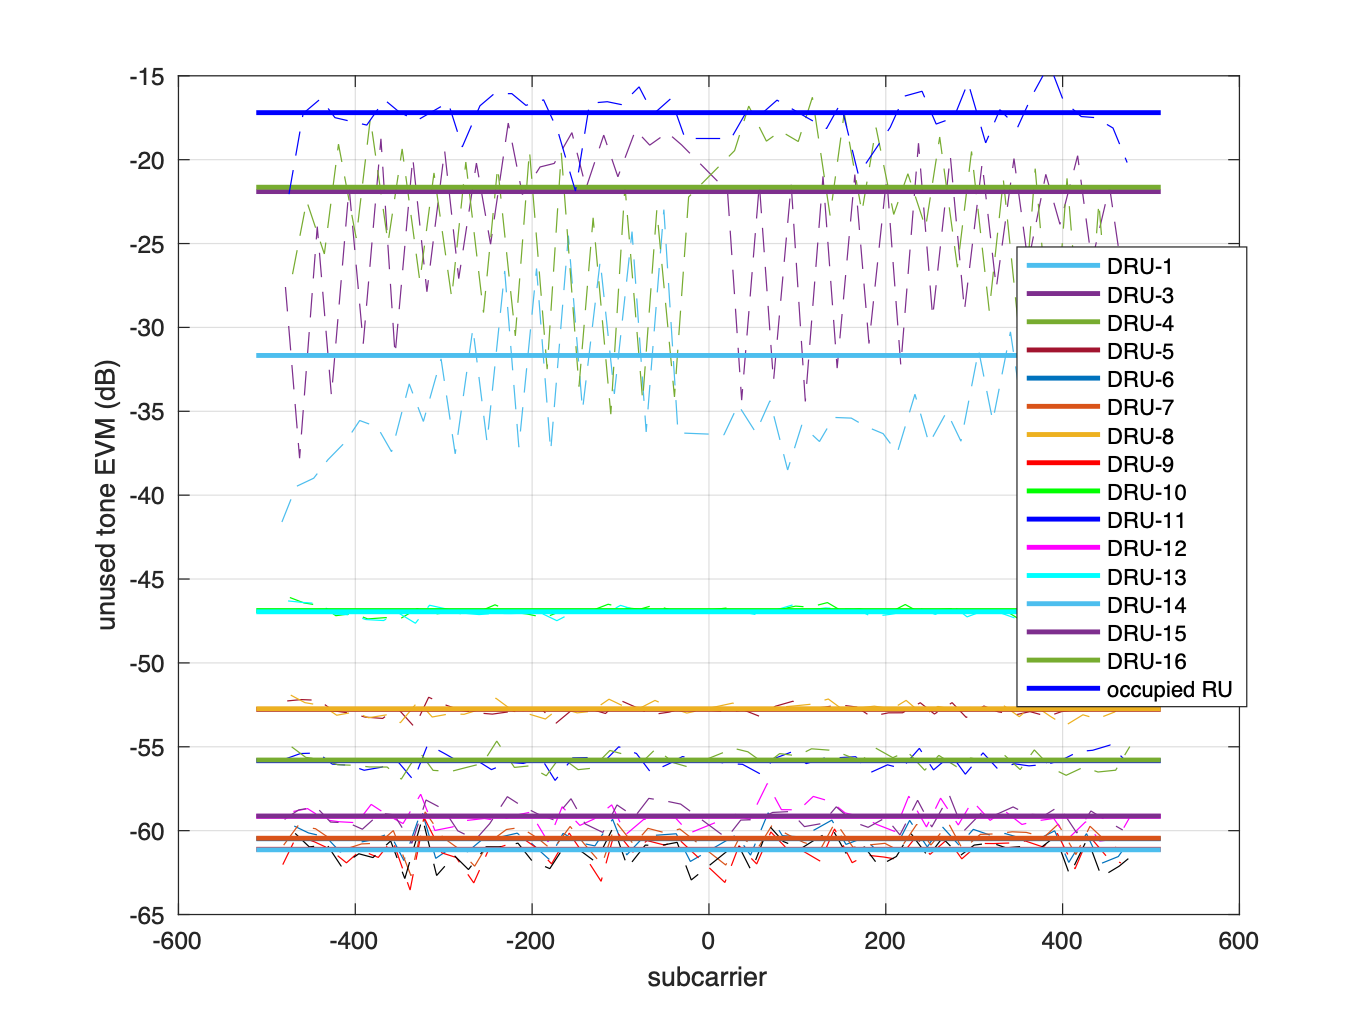 -15
-20
-25
-30
-35
-40
-45
-50
-55
-60
-65
unused tone EVM (dB)
DRU-1
DRU-3
DRU-4
DRU-5
DRU-6
DRU-7
DRU-8
DRU-9
DRU-10
DRU-11
DRU-12
DRU-13
DRU-14
DRU-15
DRU-16
occupied RU
-600 -400 -200 0 200 400 600
subcarrier